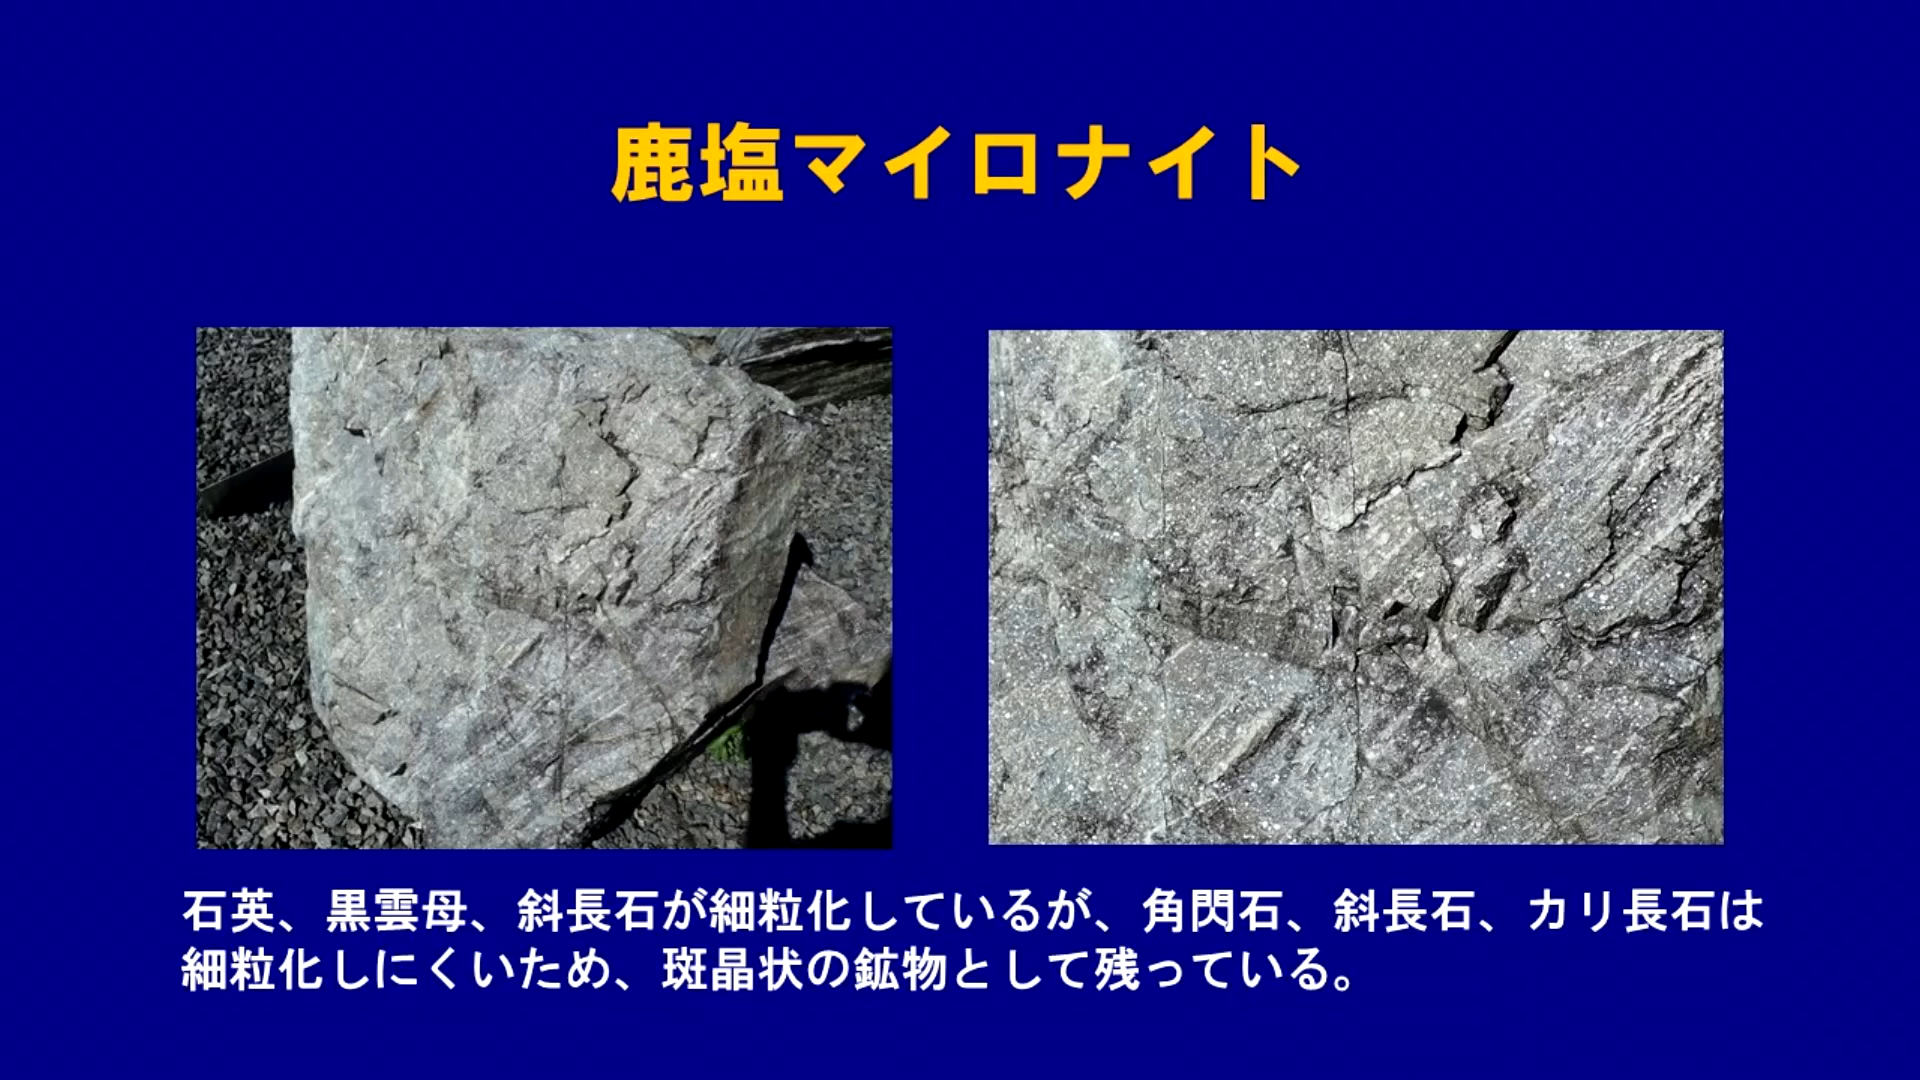 鹿塩マイロナイト
石英、黒雲母、斜長石が細粒化しているが、角閃石、斜長石、カリ長石は
細粒化しにくいため、斑晶状の鉱物として残っている。